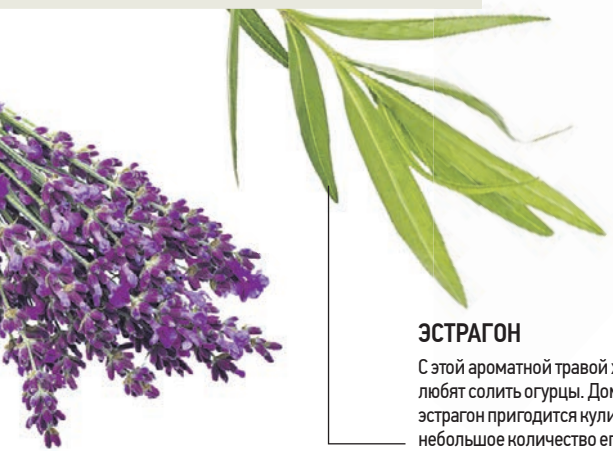 ЭСТРАГОН
С этой ароматной травой
любят солить огурцы.
эстрагон пригодится
небольшое количество